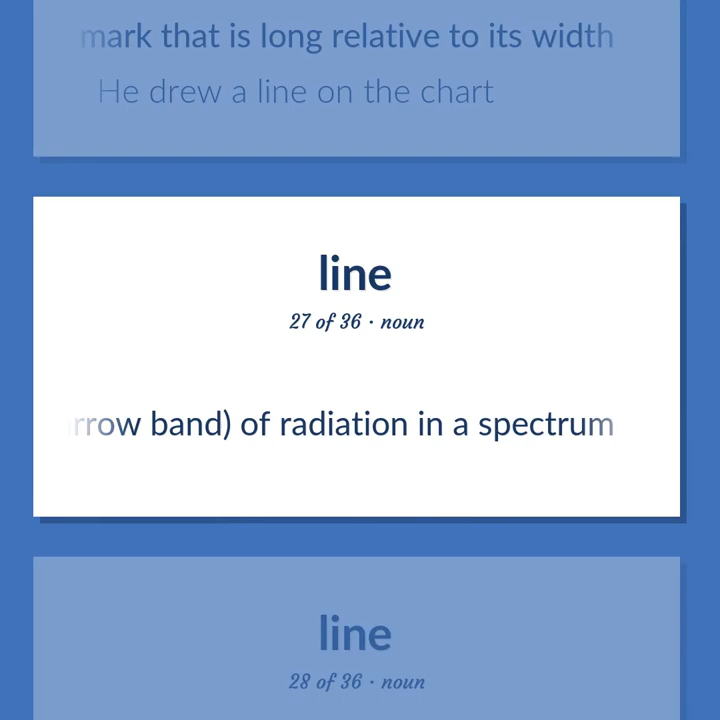 mark that is long relative to its width
He drew a line on the chart
line
27 of 36 · noun
rrow band) of radiation in a spectrum
line
28 of 36 · noun